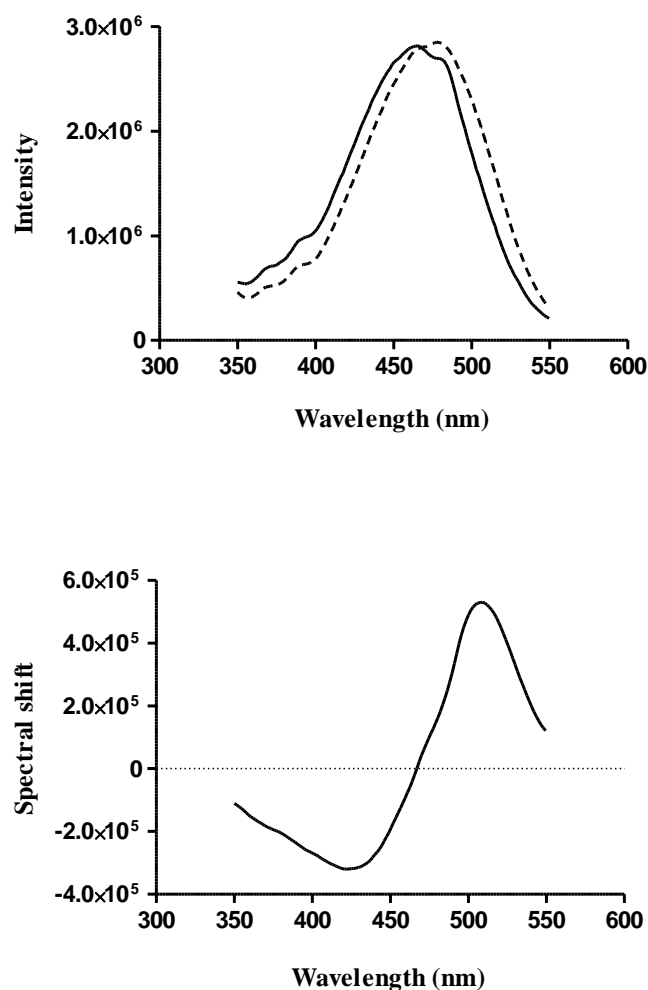 3.0×10⁶
2.0×10⁶
1.0×10⁶
0
Intensity
300 350 400 450 500 550 600
Wavelength (nm)
6.0×10⁵
4.0×10⁵
2.0×10⁵
0
-2.0×10⁵
-4.0×10⁵
Spectral shift
300 350 400 450 500 550 600
Wavelength (nm)